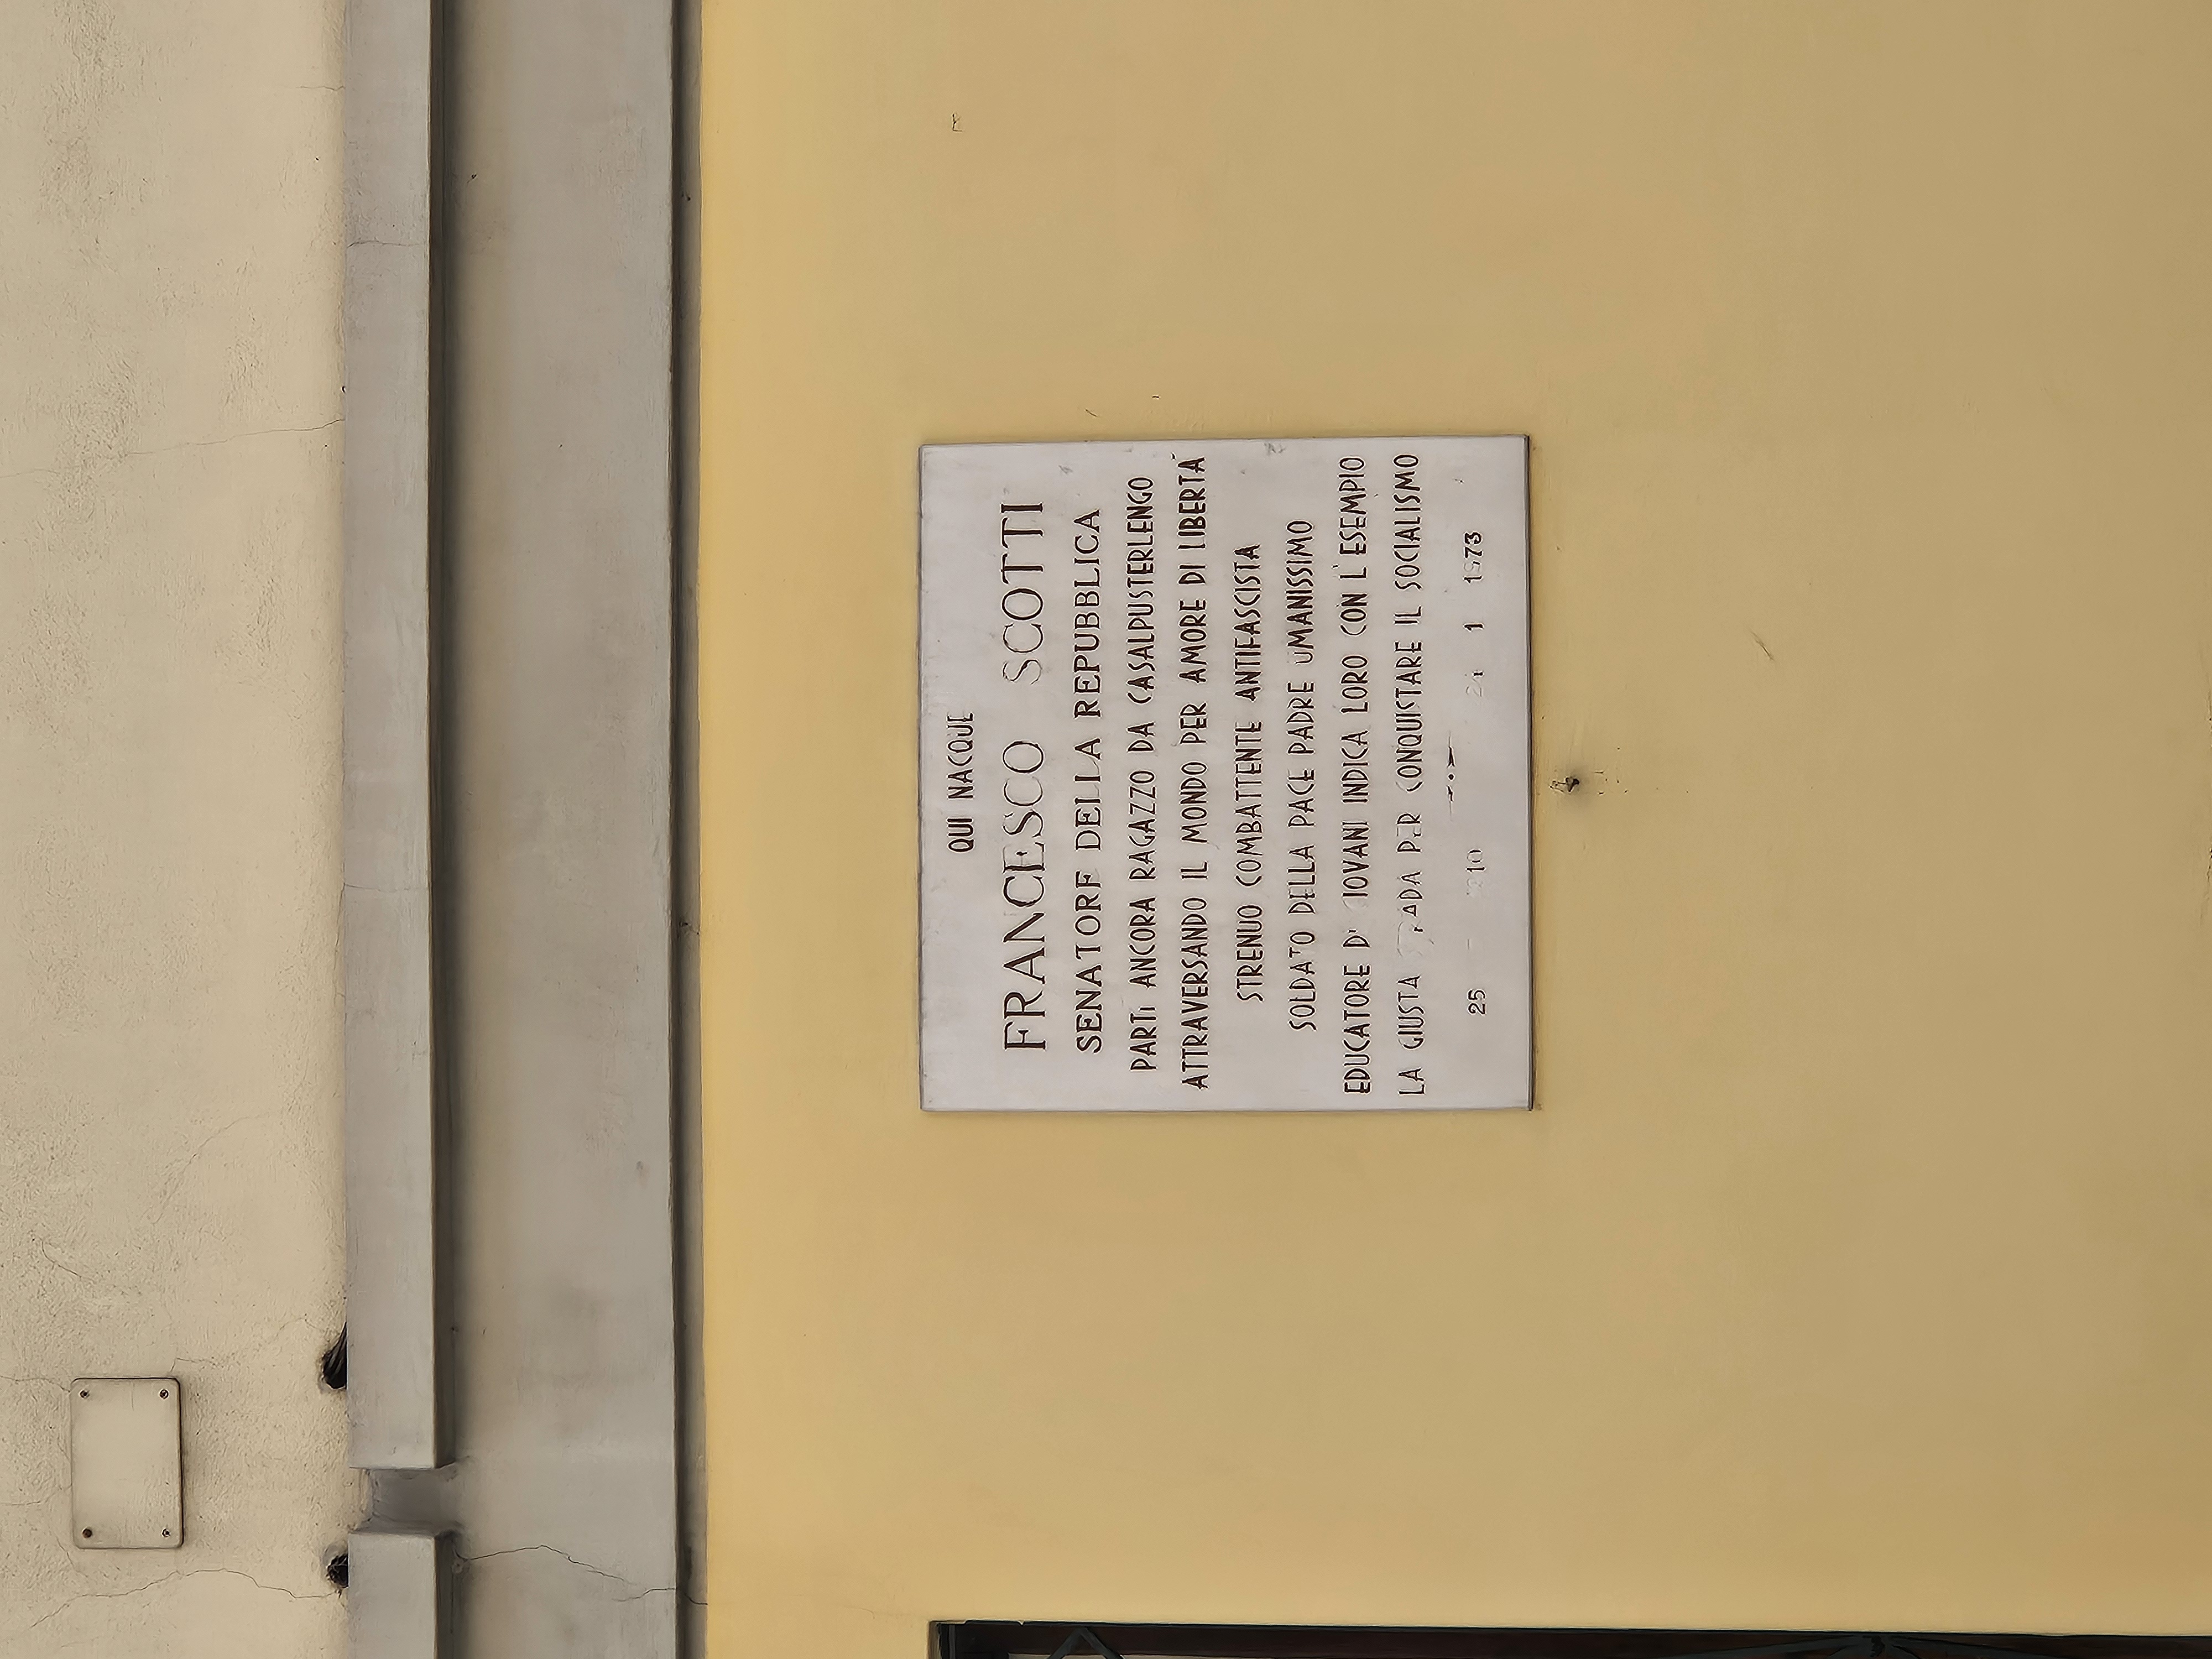 QUI NACQUE
FRANCESCO SCOTTI
SENATORE DELLA REPUBBLICA
PARTÌ ANCORA RAGAZZO DA CASALPUSTERLENGO
ATTRAVERSANDO IL MONDO PER AMORE DI LIBERTÀ
STRENUO COMBATTENTE ANTIFASCISTA
SOLDATO DELLA PACE PADRE UMANISSIMO
EDUCATORE DI GIOVANI INDICA LORO CON L'ESEMPIO
LA GIUSTA STRADA PER CONQUISTARE IL SOCIALISMO
25 1 1973